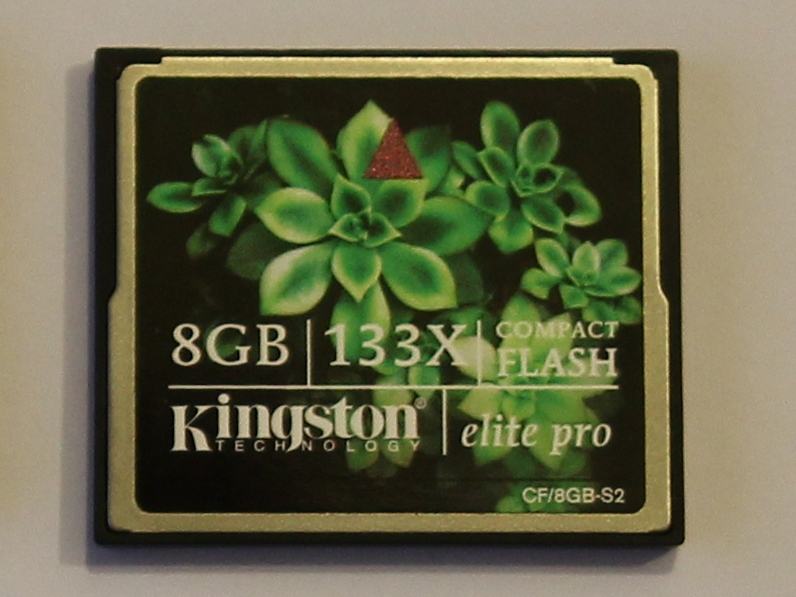 8GB 133X COMPACT FLASH
Kingston® elite pro
TECHNOLOGY
CF/8GB-S2